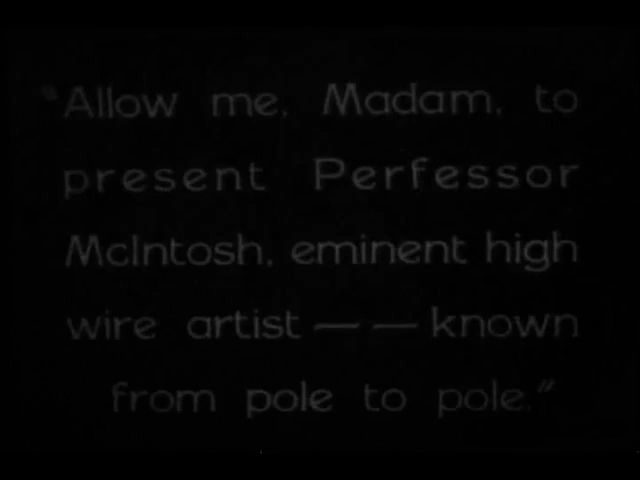 "Allow me, Madam, to
present Perfessor
McIntosh, eminent high
wire artist — — known
from pole to pole."